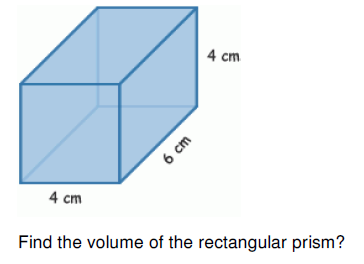 4 cm
6 cm
4 cm
Find the volume of the rectangular prism?